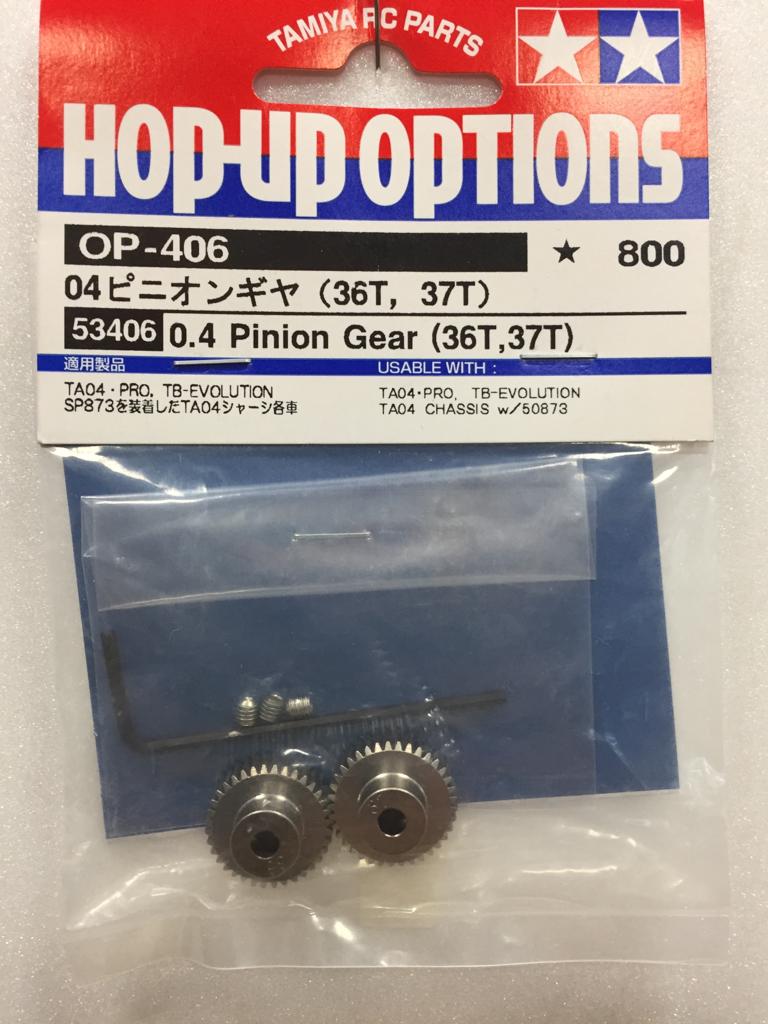 TAMIYA RC PARTS
HOP-UP OPTIONS
OP-406 ★ 800
04ピニオンギヤ（36T，37T）
53406 0.4 Pinion Gear (36T,37T)
適用製品 USABLE WITH :
TA04・PRO, TB-EVOLUTION
SP873を装着したTA04シャーシ各車
TA04・PRO, TB-EVOLUTION
TA04 CHASSIS w/50873